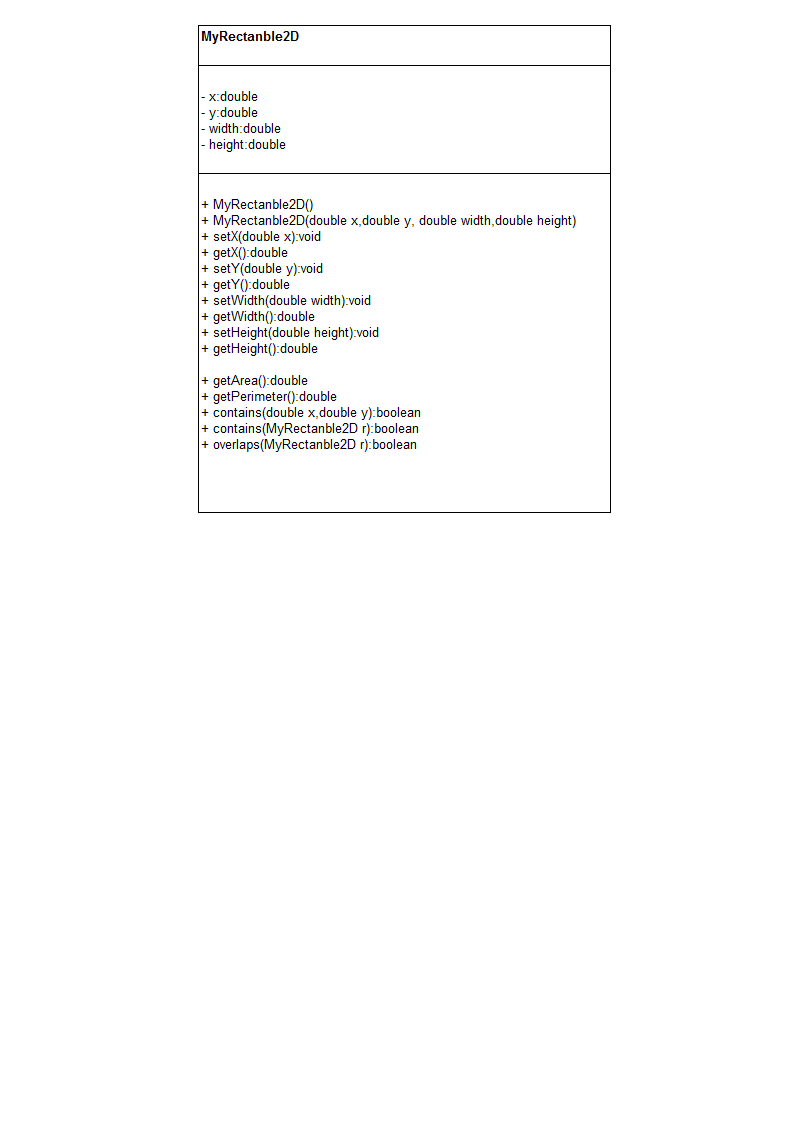 MyRectanble2D
- x:double
- y:double
- width:double
- height:double
+ MyRectanble2D()
+ MyRectanble2D(double x,double y, double width,double height)
+ setX(double x):void
+ getX():double
+ setY(double y):void
+ getY():double
+ setWidth(double width):void
+ getWidth():double
+ setHeight(double height):void
+ getHeight():double
+ getArea():double
+ getPerimeter():double
+ contains(double x,double y):boolean
+ contains(MyRectanble2D r):boolean
+ overlaps(MyRectanble2D r):boolean